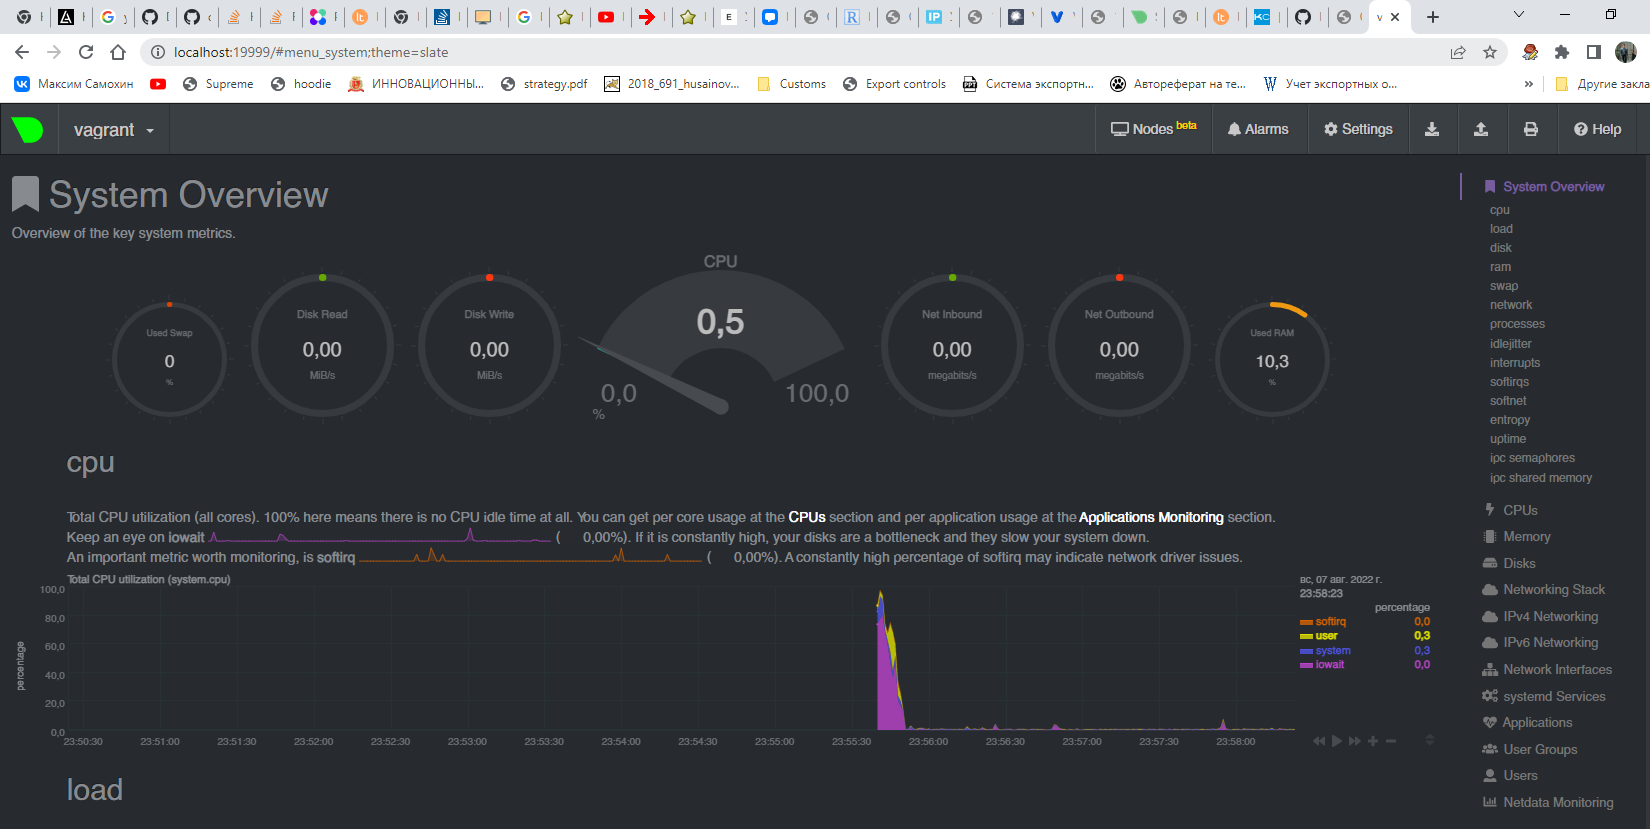 localhost:19999/#menu_system;theme=slate
Максим Самохин
Supreme
hoodie
ИННОВАЦИОННЫ...
strategy.pdf
2018_691_husainov...
Customs
Export controls
Система экспортн...
Автореферат на те...
Учет экспортных о...
»
Другие закла
vagrant
Nodes beta
Alarms
Settings
Help
System Overview
Overview of the key system metrics.
Used Swap
0
%
Disk Read
0,00
MiB/s
Disk Write
0,00
MiB/s
CPU
0,5
0,0
100,0
%
Net Inbound
0,00
megabits/s
Net Outbound
0,00
megabits/s
Used RAM
10,3
%
cpu
Total CPU utilization (all cores). 100% here means there is no CPU idle time at all. You can get per core usage at the CPUs section and per application usage at the Applications Monitoring section.
Keep an eye on iowait ( 0,00%). If it is constantly high, your disks are a bottleneck and they slow your system down.
An important metric worth monitoring, is softirq ( 0,00%). A constantly high percentage of softirq may indicate network driver issues.
Total CPU utilization (system.cpu)
percentage
100,0
80,0
60,0
40,0
20,0
0,0
23:50:30 23:51:00 23:51:30 23:52:00 23:52:30 23:53:00 23:53:30 23:54:00 23:54:30 23:55:00 23:55:30 23:56:00 23:56:30 23:57:00 23:57:30 23:58:00
вс, 07 авг. 2022 г.
23:58:23
percentage
softirq 0,0
user 0,3
system 0,3
iowait 0,0
load
System Overview
cpu
load
disk
ram
swap
network
processes
idlejitter
interrupts
softirqs
softnet
entropy
uptime
ipc semaphores
ipc shared memory
CPUs
Memory
Disks
Networking Stack
IPv4 Networking
IPv6 Networking
Network Interfaces
systemd Services
Applications
User Groups
Users
Netdata Monitoring